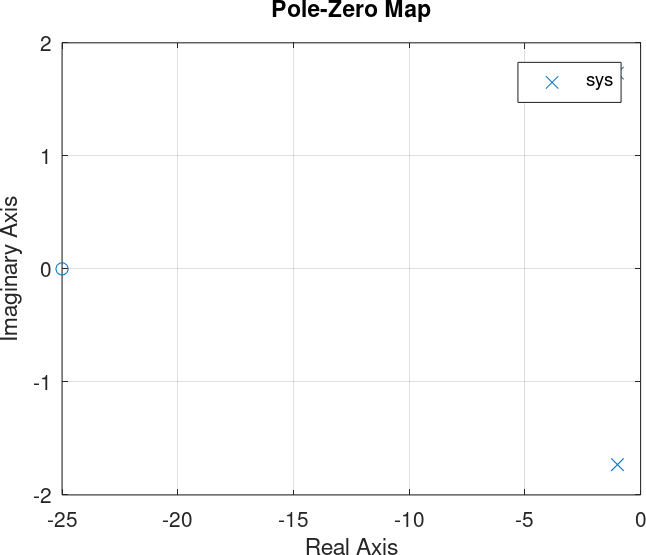 Pole-Zero Map
2
sys
1
Imaginary Axis
0
-1
-2
-25 -20 -15 -10 -5 0
Real Axis